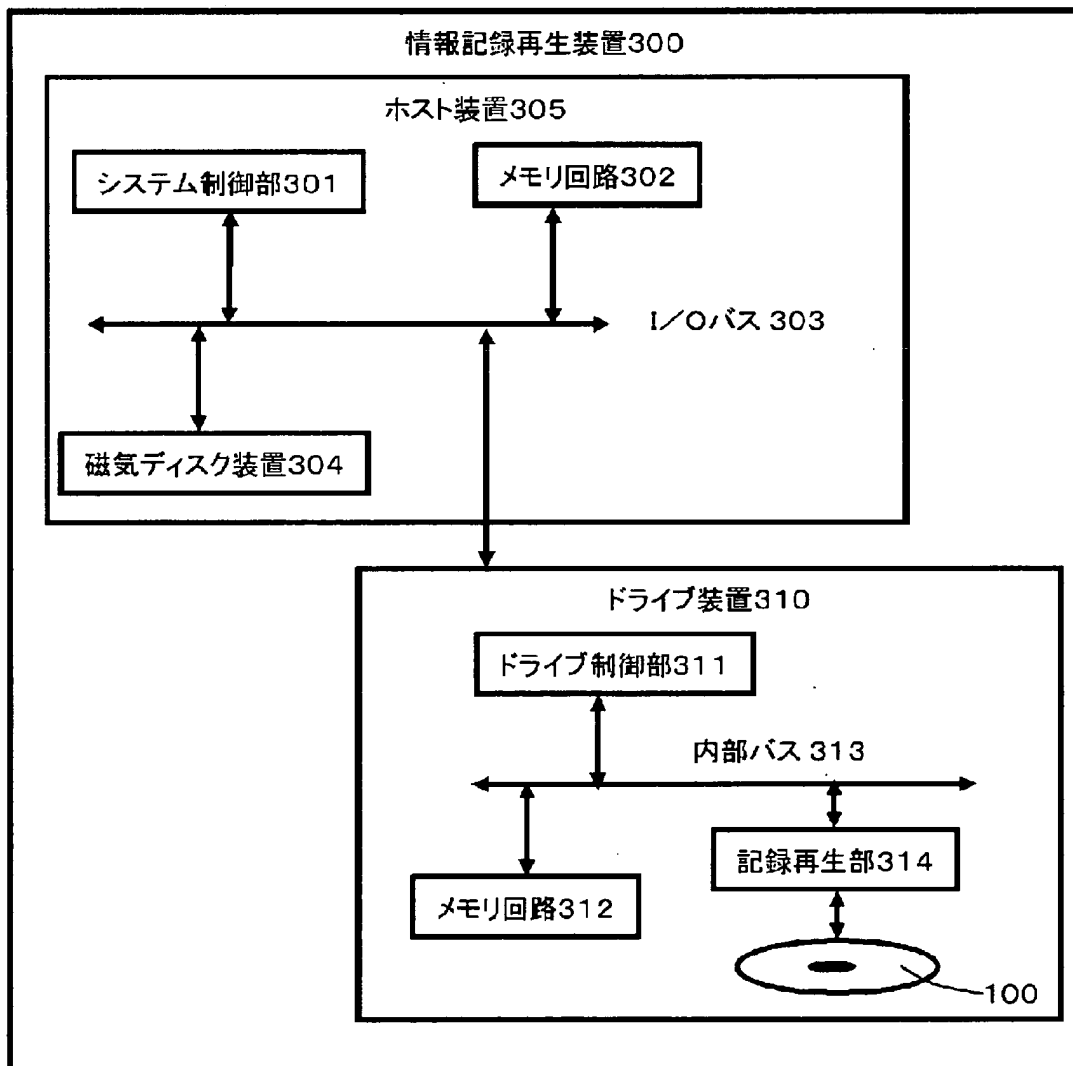 情報記録再生装置300
ホスト装置305
システム制御部301
メモリ回路302
I/Oバス 303
磁気ディスク装置304
ドライブ装置310
ドライブ制御部311
内部バス 313
記録再生部314
メモリ回路312
100